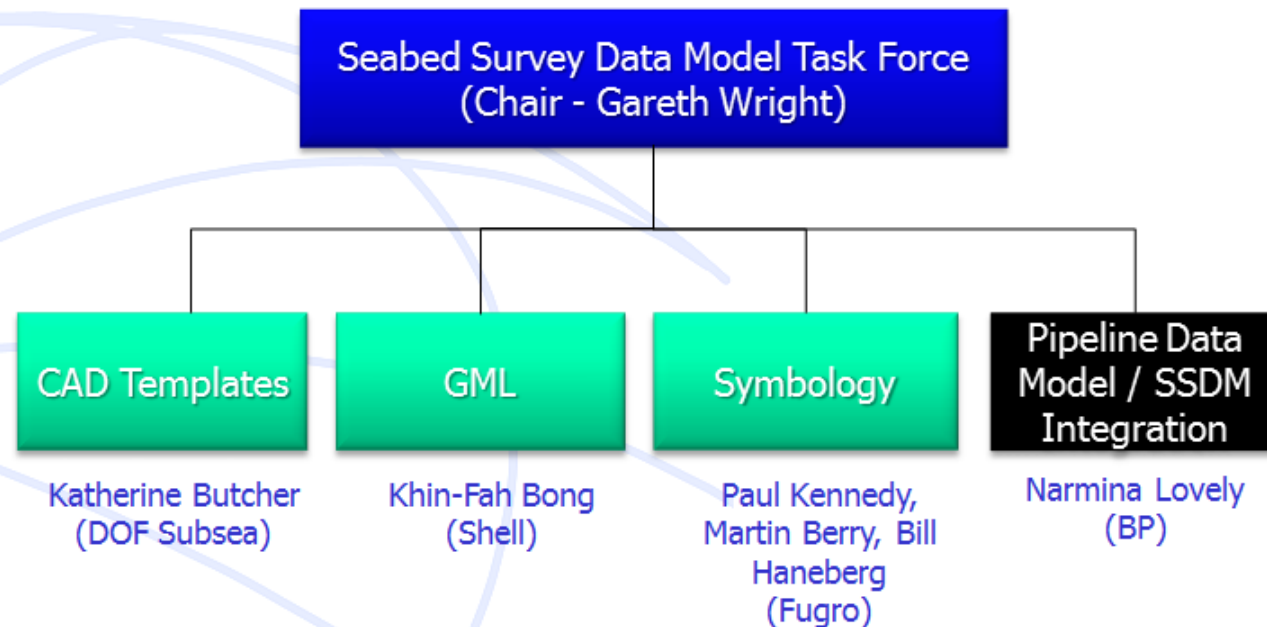 Seabed Survey Data Model Task Force
(Chair - Gareth Wright)
CAD Templates
GML
Symbology
Pipeline Data
Model / SSDM
Integration
Katherine Butcher
(DOF Subsea)
Khin-Fah Bong
(Shell)
Paul Kennedy,
Martin Berry, Bill
Haneberg
(Fugro)
Narmina Lovely
(BP)